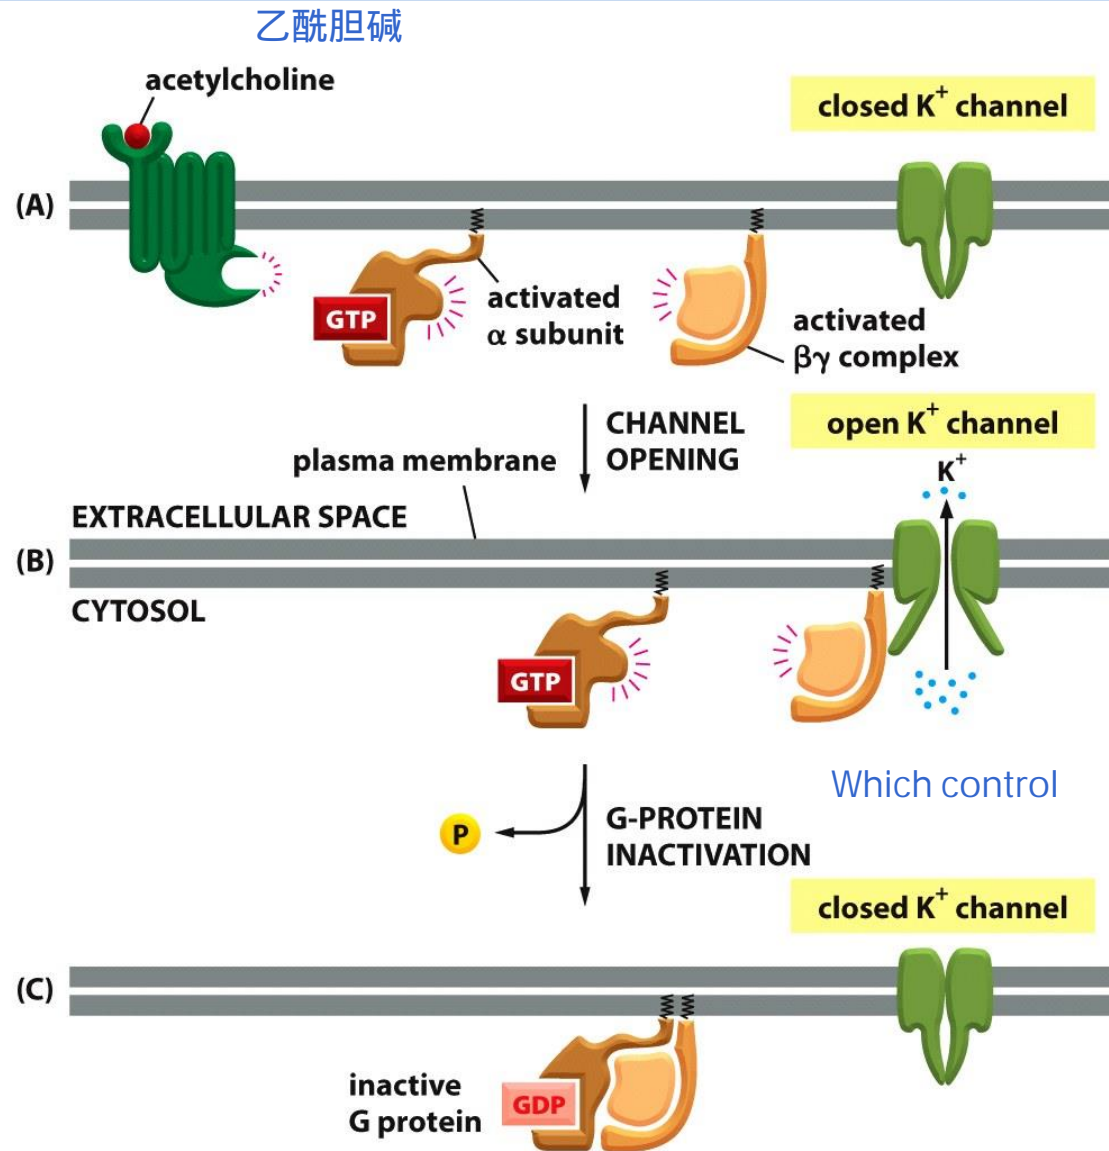 乙酰胆碱
acetylcholine
closed K+ channel
(A)
GTP
activated
α subunit
activated
βγ complex
CHANNEL
OPENING
open K+ channel
K+
plasma membrane
EXTRACELLULAR SPACE
(B)
CYTOSOL
GTP
Which control
P
G-PROTEIN
INACTIVATION
closed K+ channel
(C)
inactive
G protein
GDP